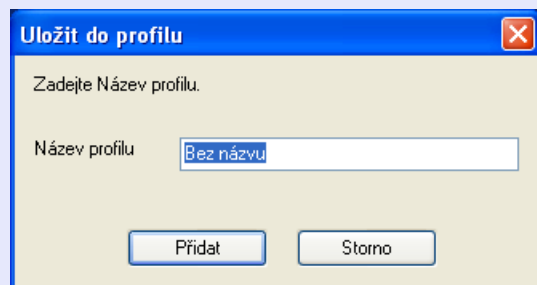 Uložit do profilu
Zadejte Název profilu.
Název profilu Bez názvu
Přidat Storno